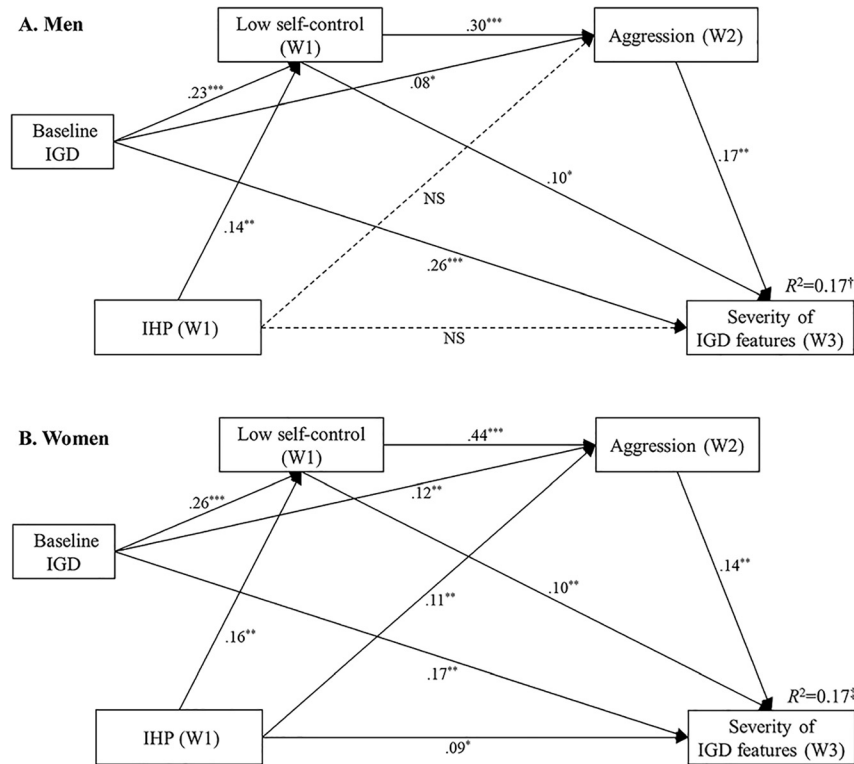 A. Men
Low self-control
(W1)
.30***
Aggression (W2)
.23***
.08*
Baseline
IGD
.17**
.10*
NS
.14**
.26***
R²=0.17†
IHP (W1)
NS
Severity of
IGD features (W3)
B. Women
Low self-control
(W1)
.44***
Aggression (W2)
.26***
.12**
Baseline
IGD
.14**
.10**
.11**
.16**
.17**
R²=0.17‡
IHP (W1)
.09*
Severity of
IGD features (W3)